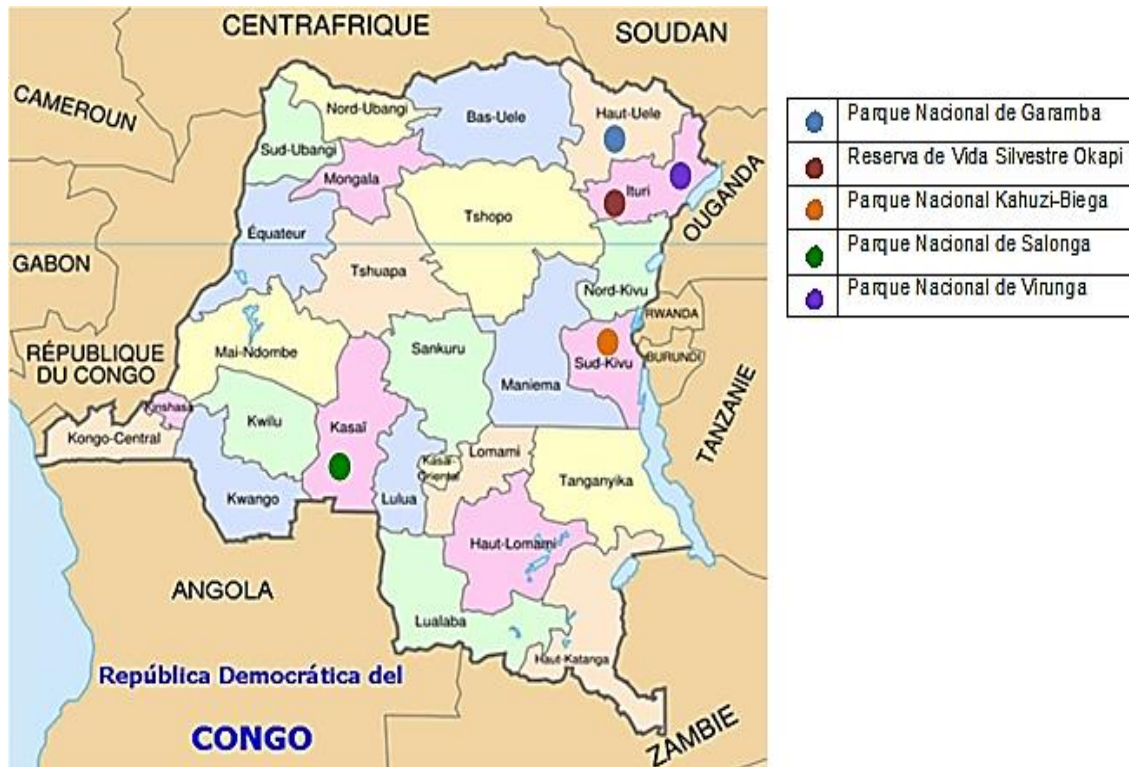 CENTRAFRIQUE
SOUDAN
CAMEROUN
Nord-Ubangi
Bas-Uele
Haut-Uele
Sud-Ubangi
Mongala
Ituri
OUGANDA
Tshopo
Équateur
GABON
Tshuapa
Nord-Kivu
RWANDA
RÉPUBLIQUE
DU CONGO
Mai-Ndombe
Sankuru
Sud-Kivu
BURUNDI
Maniema
TANZANIE
Kinshasa
Kongo-Central
Kwilu
Kasaï
Lomami
Kasaï-
Oriental
Kwango
Lulua
Tanganyika
Haut-Lomami
ANGOLA
Lualaba
Haut-Katanga
ZAMBIE
República Democrática del
CONGO
Parque Nacional de Garamba
Reserva de Vida Silvestre Okapi
Parque Nacional Kahuzi-Biega
Parque Nacional de Salonga
Parque Nacional de Virunga